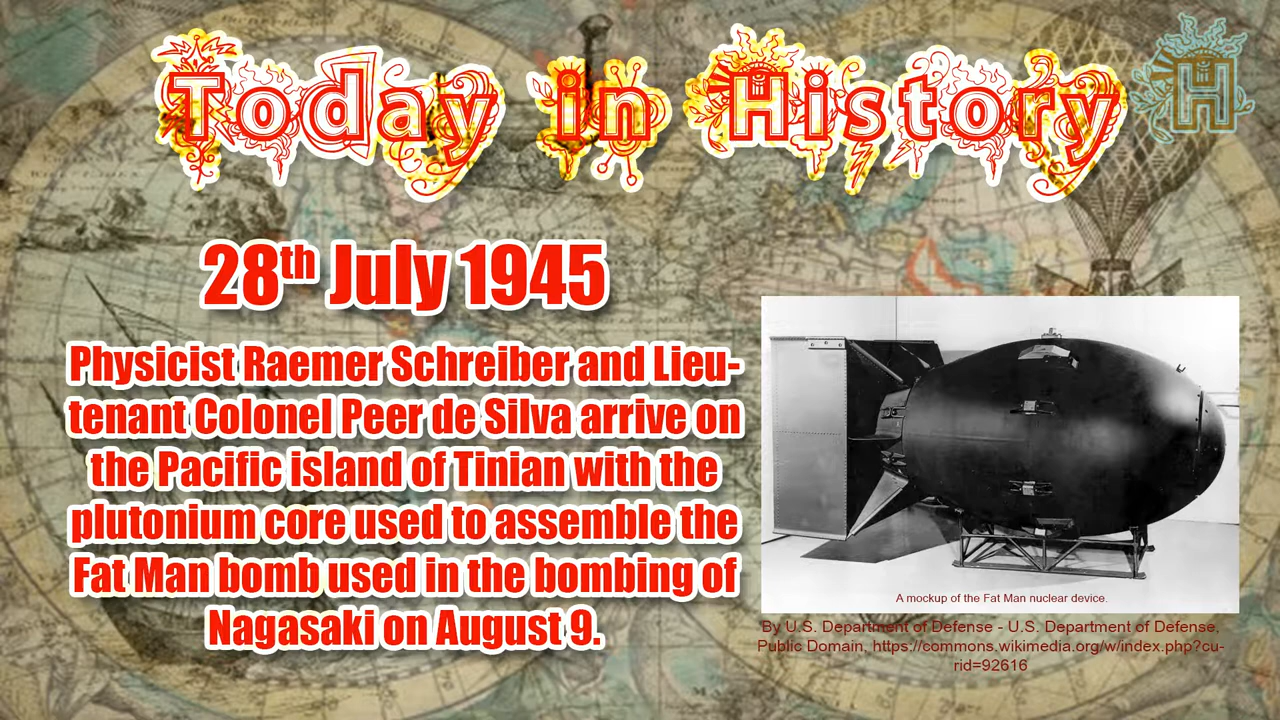 Today in History
H
28th July 1945
Physicist Raemer Schreiber and Lieu-
tenant Colonel Peer de Silva arrive on
the Pacific island of Tinian with the
plutonium core used to assemble the
Fat Man bomb used in the bombing of
Nagasaki on August 9.
A mockup of the Fat Man nuclear device.
By U.S. Department of Defense - U.S. Department of Defense,
Public Domain, https://commons.wikimedia.org/w/index.php?cu-
rid=92616